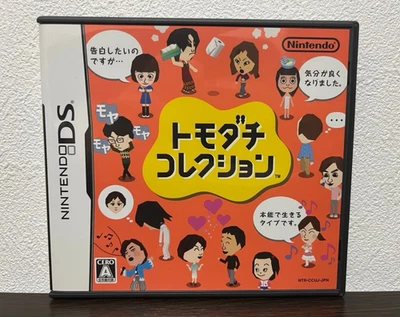 告白したいの
ですが…
Nintendo
気分が良く
なりました。
…
モヤ
モヤ
モヤ
トモダチ
コレクション
TM
NINTENDO DS
本能で生きる
タイプです。
CERO
A
NTR-CCUJ-JPN